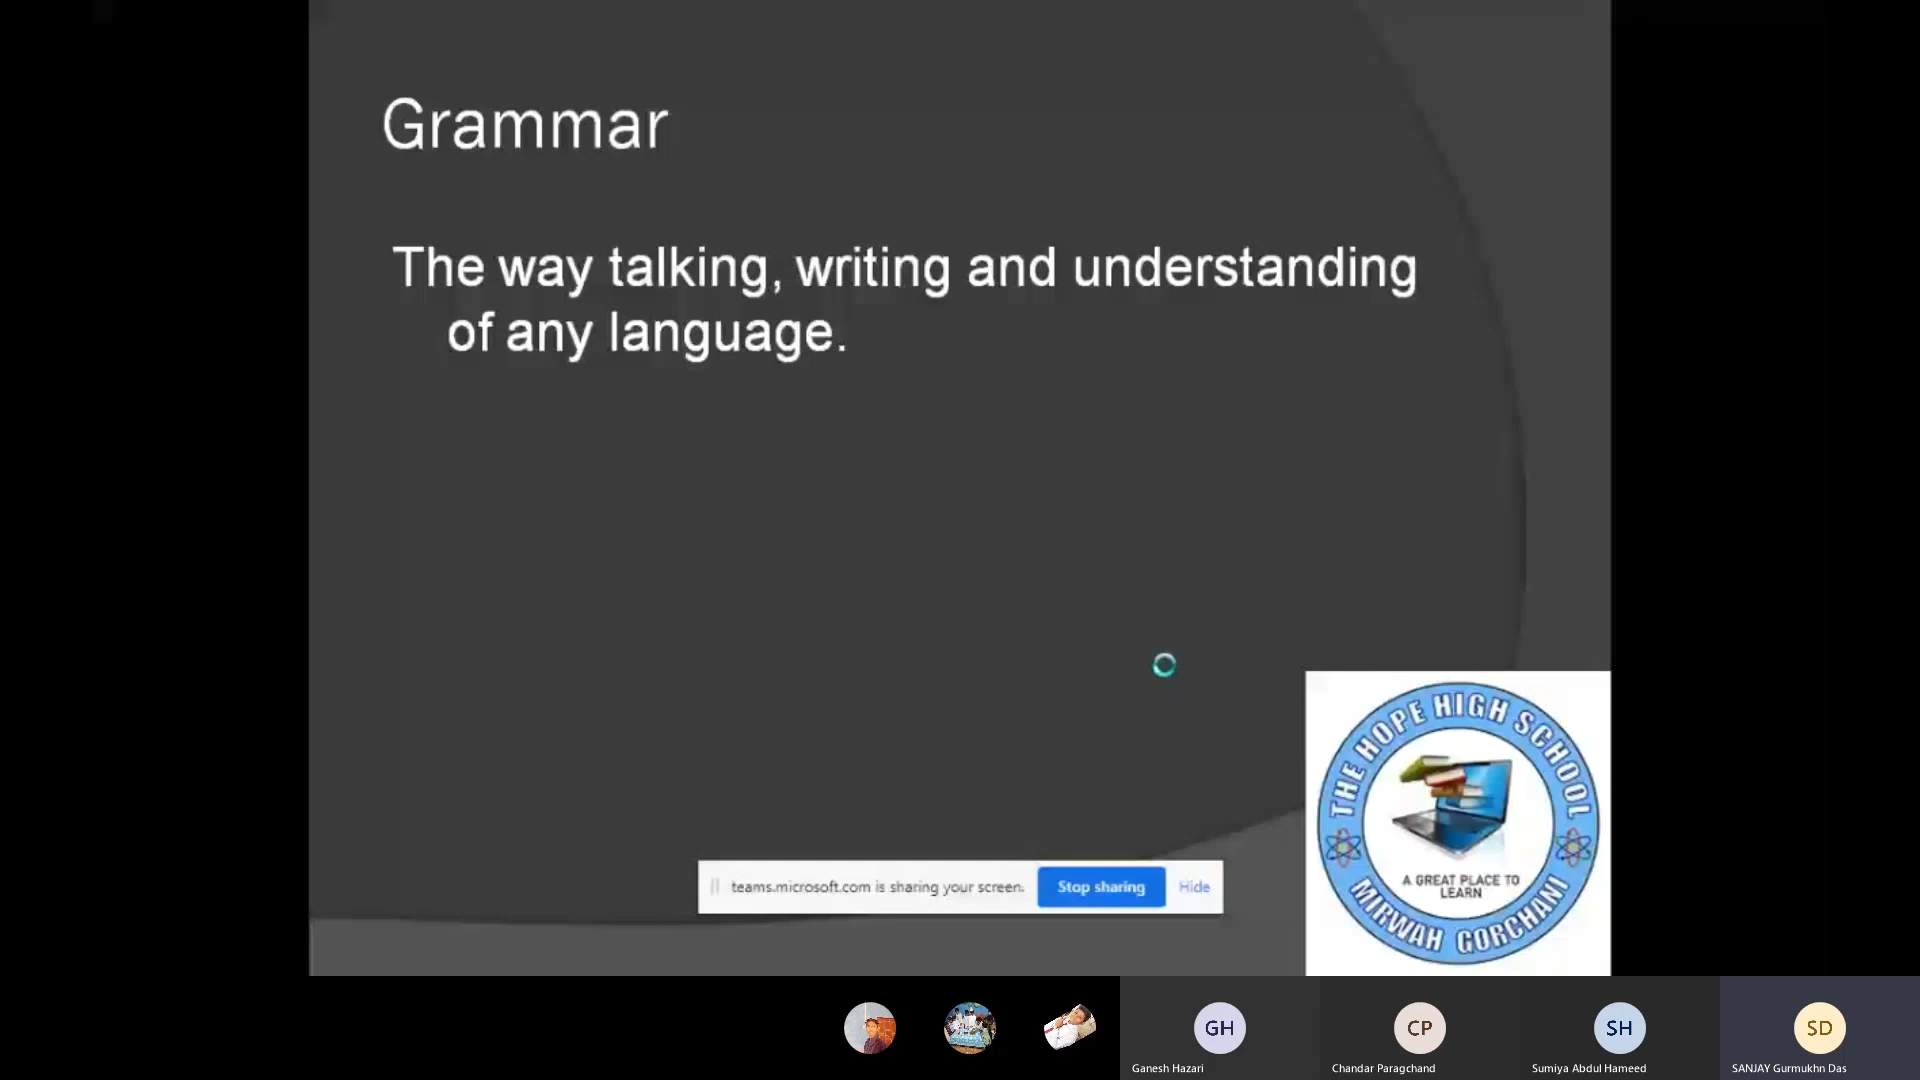 Grammar
The way talking, writing and understanding
of any language.
teams.microsoft.com is sharing your screen.
Stop sharing
Hide
THE HOPE HIGH SCHOOL
A GREAT PLACE TO
LEARN
MIRWAH GORCHANI
GH
CP
SH
SD
Ganesh Hazari
Chandar Paragchand
Sumiya Abdul Hameed
SANJAY Gurmukhn Das